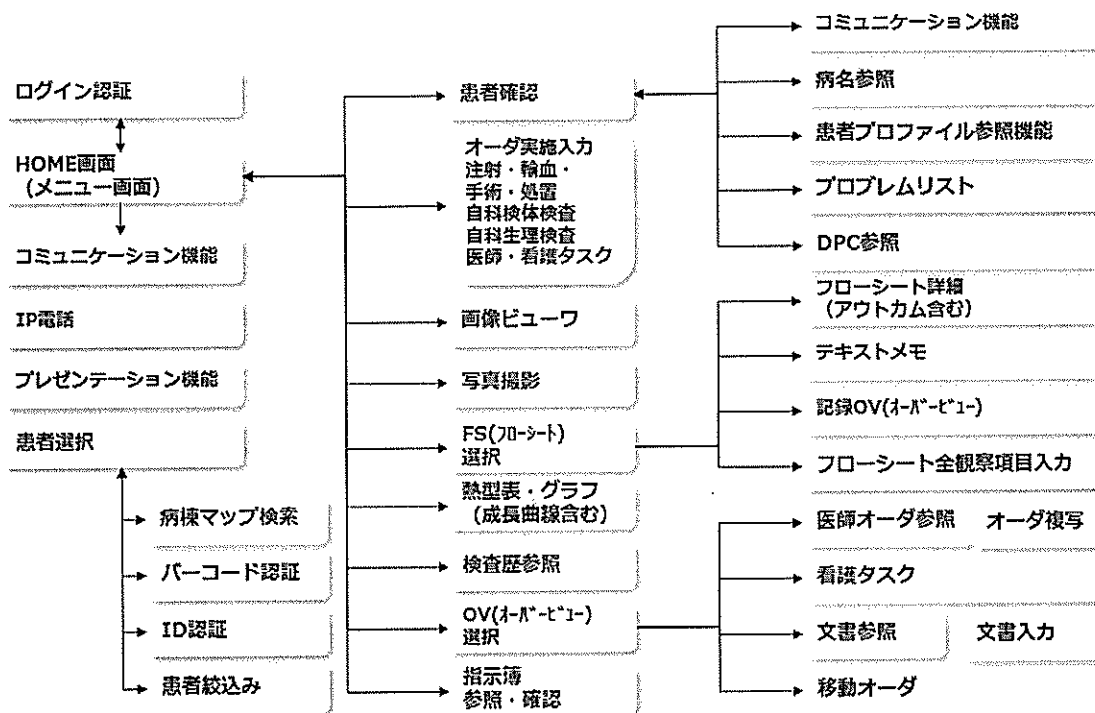 ログイン認証
HOME画面
(メニュー画面)
コミュニケーション機能
IP電話
プレゼンテーション機能
患者選択
病棟マップ検索
バーコード認証
ID認証
患者絞込み
患者確認
オーダ実施入力
注射・輸血・
手術・処置
自科検体検査
自科生理検査
医師・看護タスク
画像ビューワ
写真撮影
FS(ﾌﾛｰｼｰﾄ)
選択
熱型表・グラフ
(成長曲線含む)
検査歴参照
OV(ｵｰﾊﾞｰﾋﾞｭｰ)
選択
指示簿
参照・確認
コミュニケーション機能
病名参照
患者プロファイル参照機能
プロブレムリスト
DPC参照
フローシート詳細
(アウトカム含む)
テキストメモ
記録OV(ｵｰﾊﾞｰﾋﾞｭｰ)
フローシート全観察項目入力
医師オーダ参照 オーダ複写
看護タスク
文書参照 文書入力
移動オーダ